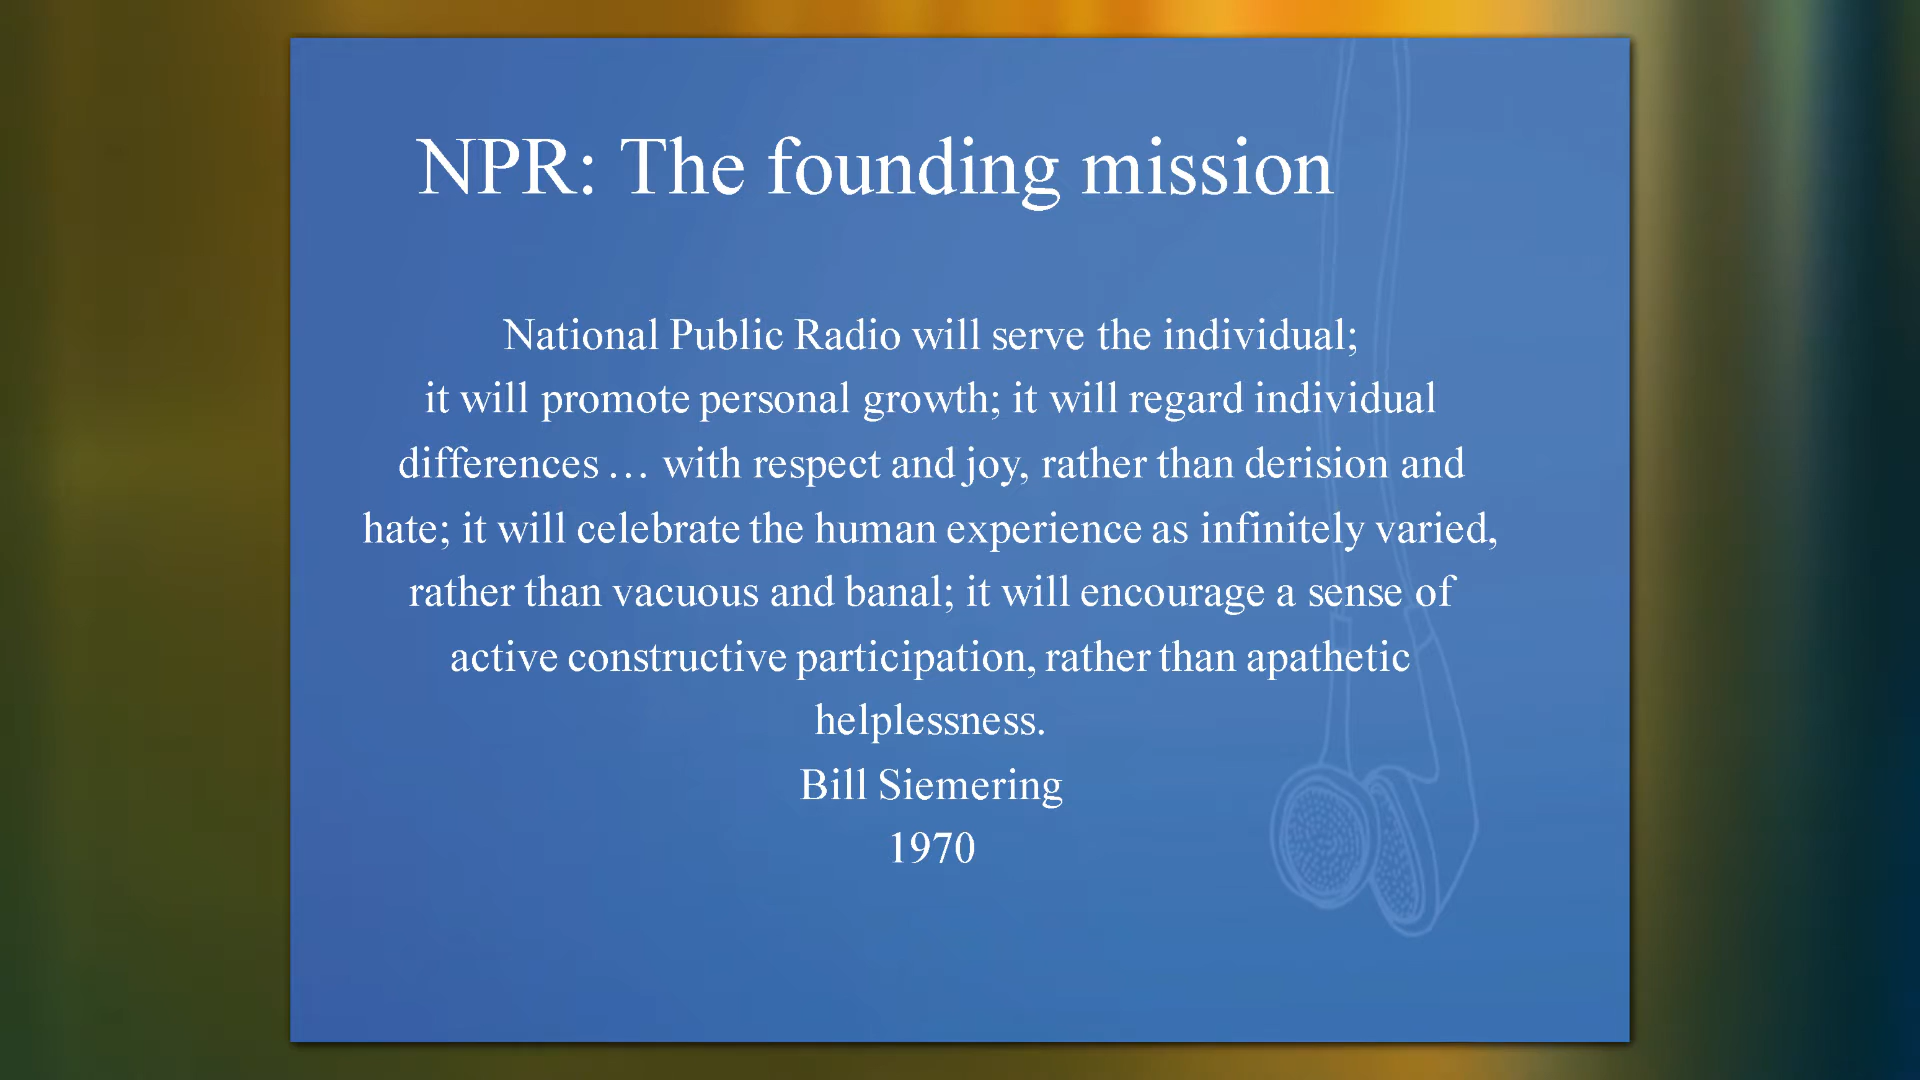 NPR: The founding mission
National Public Radio will serve the individual;
it will promote personal growth; it will regard individual
differences … with respect and joy, rather than derision and
hate; it will celebrate the human experience as infinitely varied,
rather than vacuous and banal; it will encourage a sense of
active constructive participation, rather than apathetic
helplessness.
Bill Siemering
1970